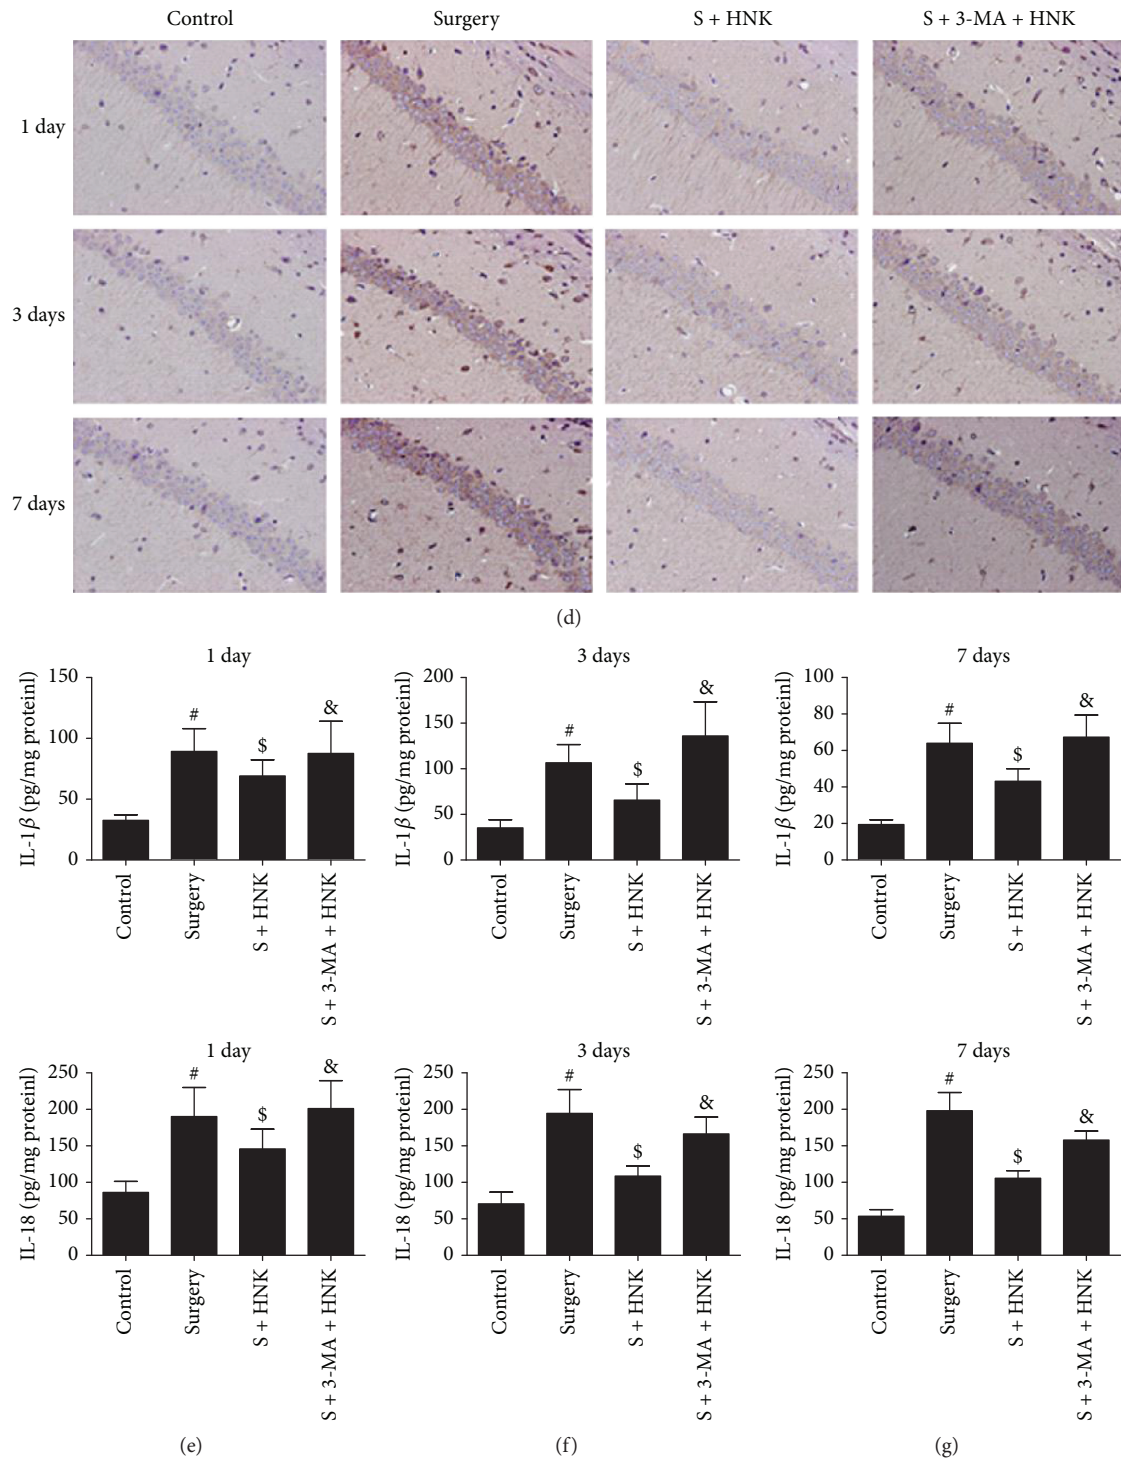 Control Surgery S + HNK S + 3-MA + HNK
1 day
3 days
7 days
(d)
1 day
IL-1β (pg/mg proteinl)
150
100
50
0
#
$
&
Control
Surgery
S + HNK
S + 3-MA + HNK
3 days
IL-1β (pg/mg proteinl)
200
150
100
50
0
#
$
&
Control
Surgery
S + HNK
S + 3-MA + HNK
7 days
IL-1β (pg/mg proteinl)
100
80
60
40
20
0
#
$
&
Control
Surgery
S + HNK
S + 3-MA + HNK
1 day
IL-18 (pg/mg proteinl)
250
200
150
100
50
0
#
$
&
Control
Surgery
S + HNK
S + 3-MA + HNK
3 days
IL-18 (pg/mg proteinl)
250
200
150
100
50
0
#
$
&
Control
Surgery
S + HNK
S + 3-MA + HNK
7 days
IL-18 (pg/mg proteinl)
250
200
150
100
50
0
#
$
&
Control
Surgery
S + HNK
S + 3-MA + HNK
(e) (f) (g)